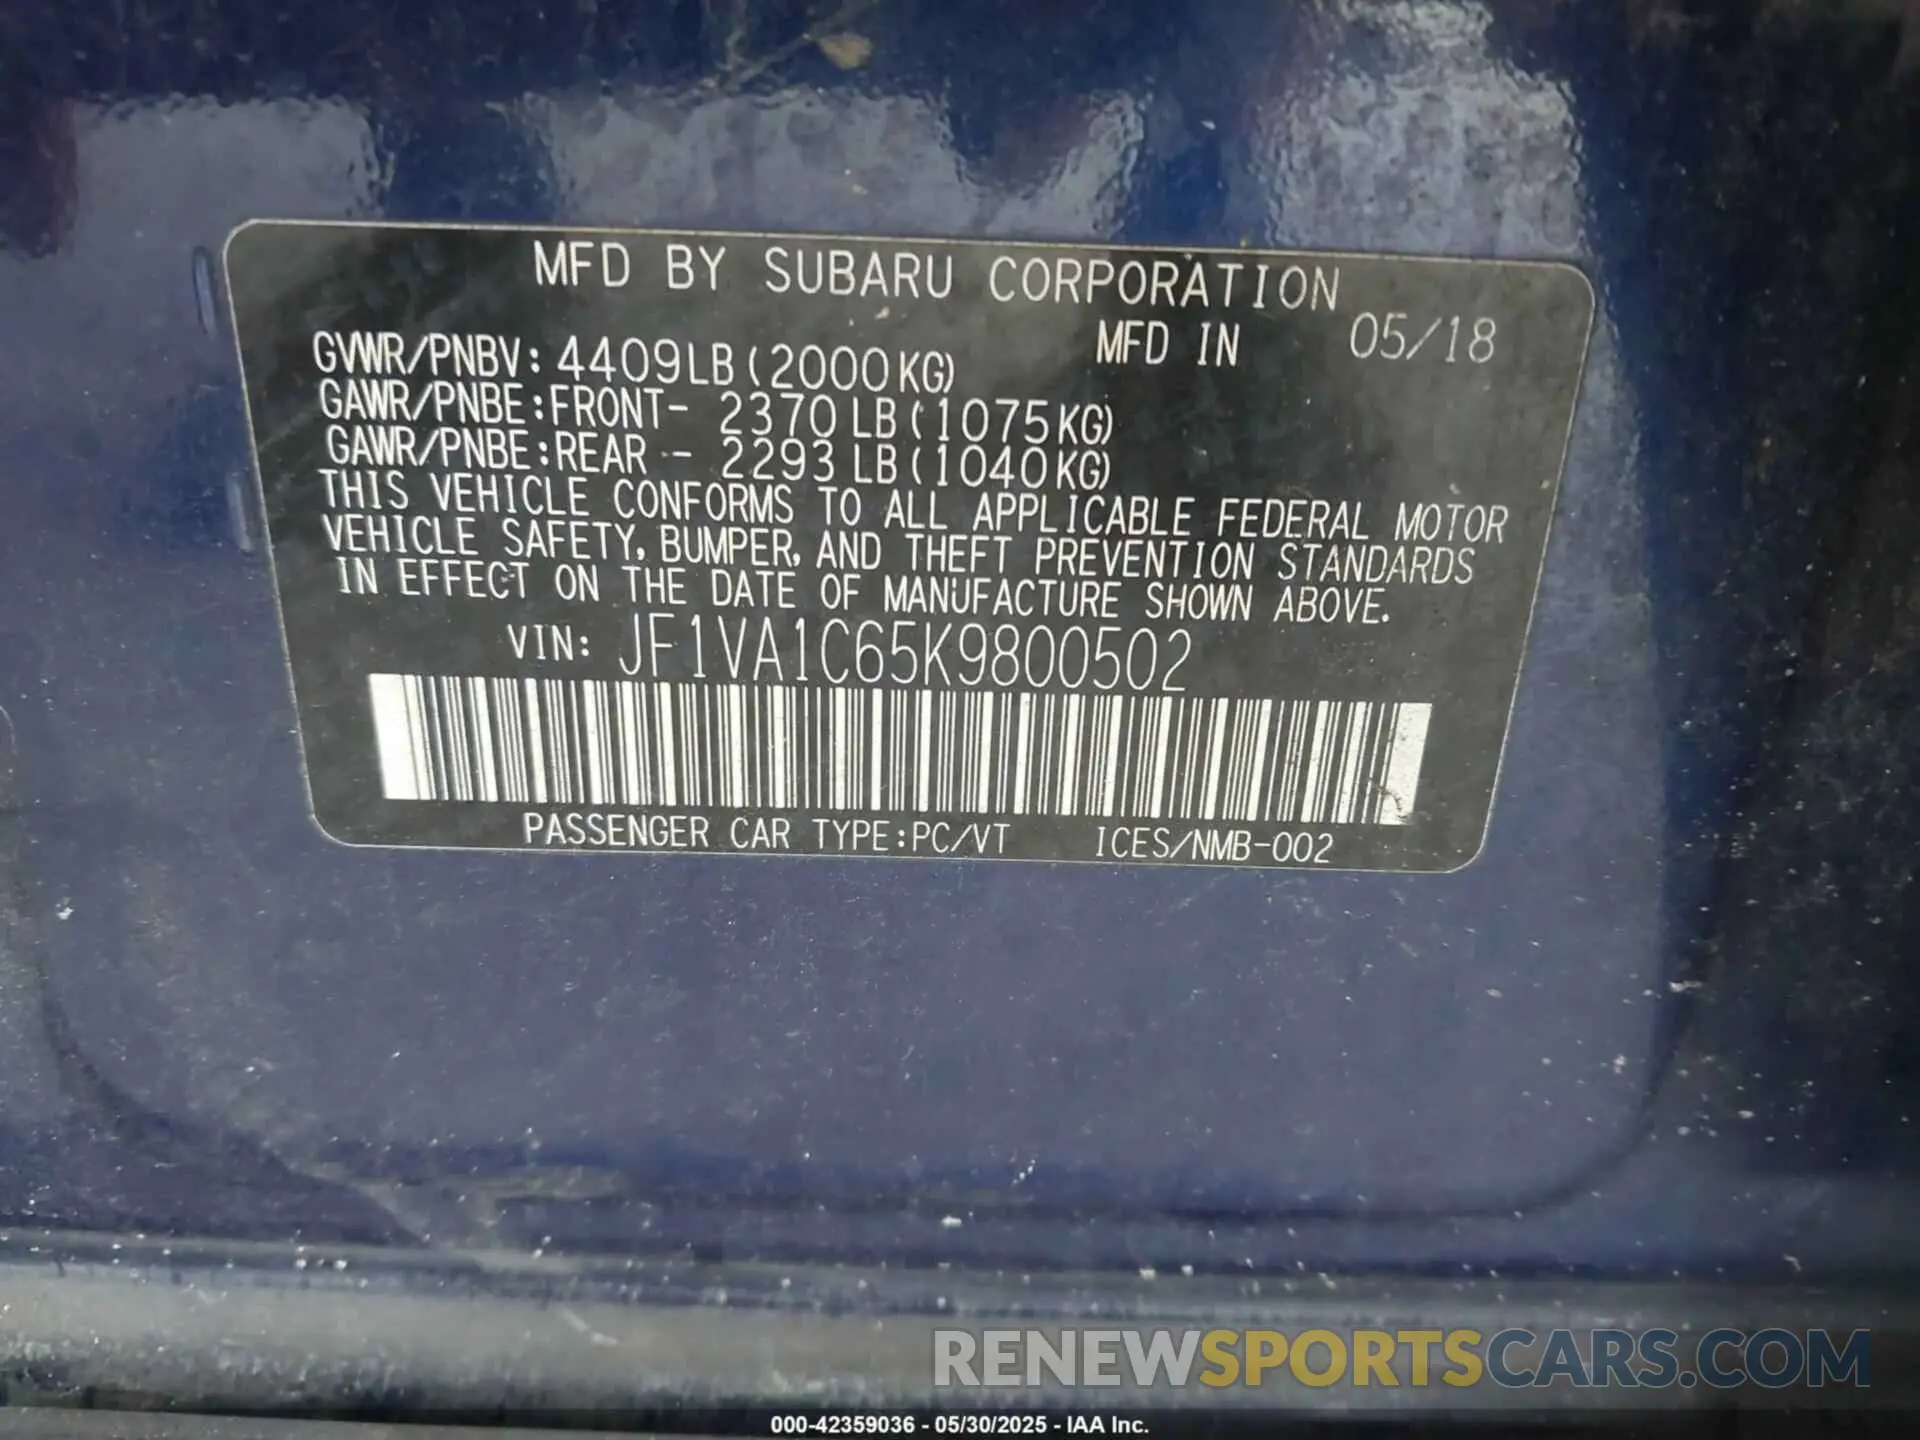 MFD BY SUBARU CORPORATION
MFD IN 05/18
GVWR/PNBV: 4409LB (2000KG)
GAWR/PNBE:FRONT- 2370 LB (1075KG)
GAWR/PNBE:REAR - 2293 LB (1040KG)
THIS VEHICLE CONFORMS TO ALL APPLICABLE FEDERAL MOTOR
VEHICLE SAFETY, BUMPER, AND THEFT PREVENTION STANDARDS
IN EFFECT ON THE DATE OF MANUFACTURE SHOWN ABOVE.
VIN: JF1VA1C65K9800502
PASSENGER CAR TYPE:PC/VT ICES/NMB-002
RENEWSPORTSCARS.COM
000-42359036 - 05/30/2025 - IAA Inc.